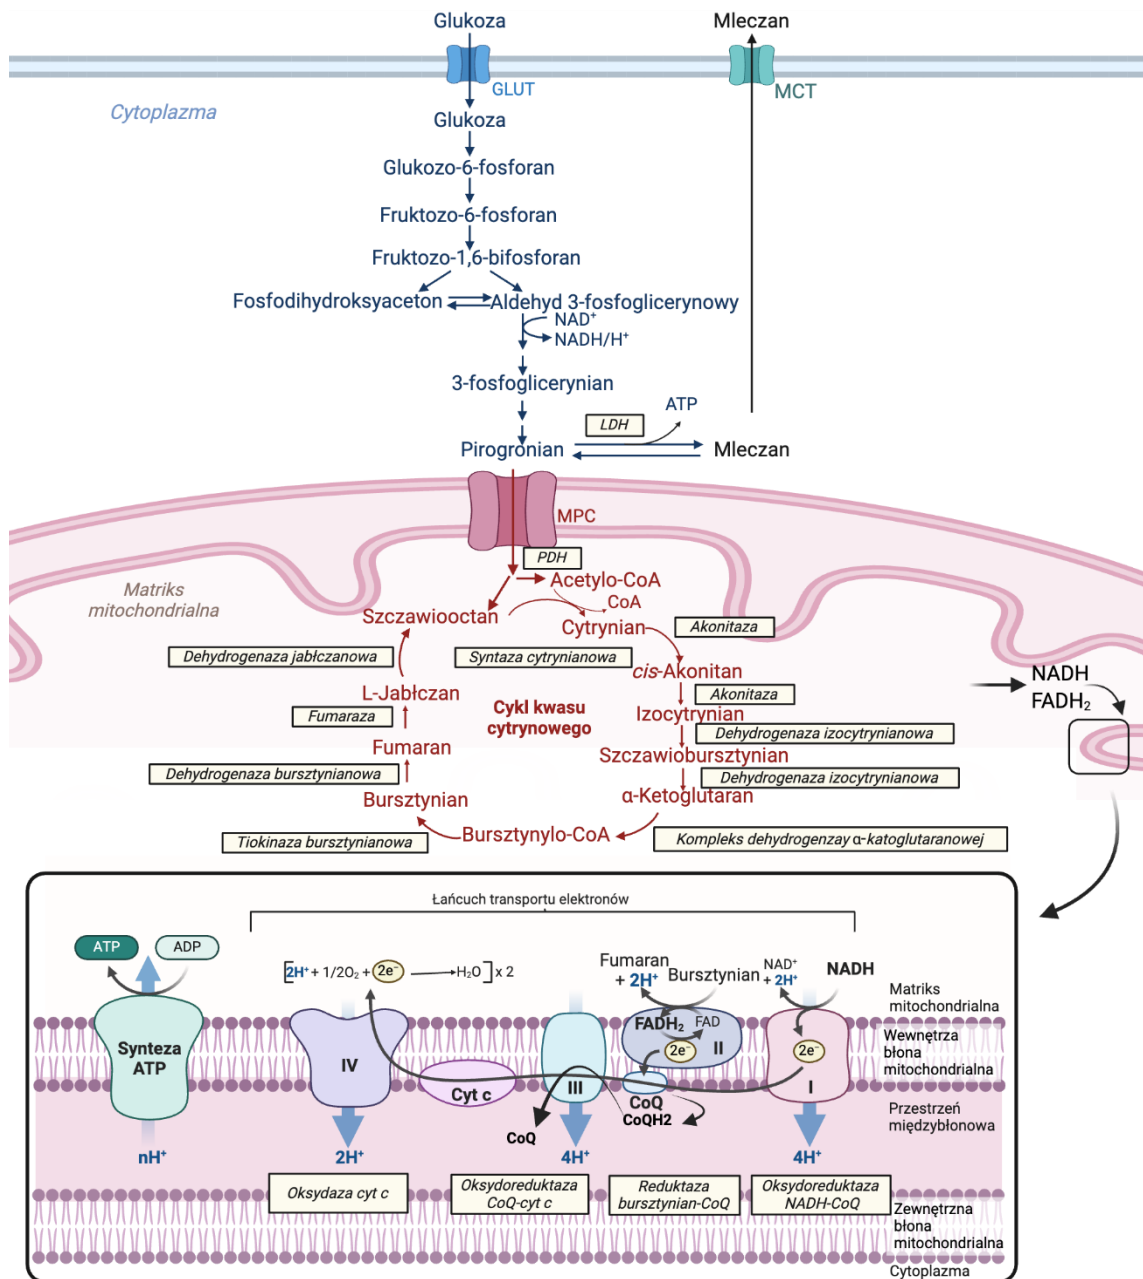 Glukoza
Mleczan
GLUT
MCT
Cytoplazma
Glukoza
Glukozo-6-fosforan
Fruktozo-6-fosforan
Fruktozo-1,6-bifosforan
Fosfodihydroksyaceton
Aldehyd 3-fosfoglicerynowy
NAD⁺
NADH/H⁺
3-fosfoglicerynian
ATP
LDH
Pirogronian
Mleczan
MPC
PDH
Matriks
mitochondrialna
Acetylo-CoA
CoA
Szczawiooctan
Cytrynian
Akonitaza
Dehydrogenaza jabłczanowa
Syntaza cytrynianowa
cis-Akonitan
L-Jabłczan
Akonitaza
Cykl kwasu
cytrynowego
Izocytrynian
Fumaraza
Dehydrogenaza izocytrynianowa
Fumaran
Szczawiobursztynian
Dehydrogenaza bursztynianowa
Dehydrogenaza izocytrynianowa
Bursztynian
α-Ketoglutaran
Bursztynylo-CoA
Tiokinaza bursztynianowa
Kompleks dehydrogenzay α-katoglutaranowej
NADH
FADH₂
Łańcuch transportu elektronów
ATP
ADP
[2H⁺ + 1/2O₂ + 2e⁻ H₂O] x 2
Fumaran
+ 2H⁺
Bursztynian
NAD⁺
+ 2H⁺
NADH
Matriks
mitochondrialna
Synteza
ATP
IV
Cyt c
III
FADH₂
FAD
2e⁻
II
CoQ
CoQH2
CoQ
2e⁻
I
Wewnętrza
błona
mitochondrialna
Przestrzeń
międzybłonowa
nH⁺
2H⁺
4H⁺
4H⁺
Oksydaza cyt c
Oksydoreduktaza
CoQ-cyt c
Reduktaza
bursztynian-CoQ
Oksydoreduktaza
NADH-CoQ
Zewnętrzna
błona
mitochondrialna
Cytoplazma